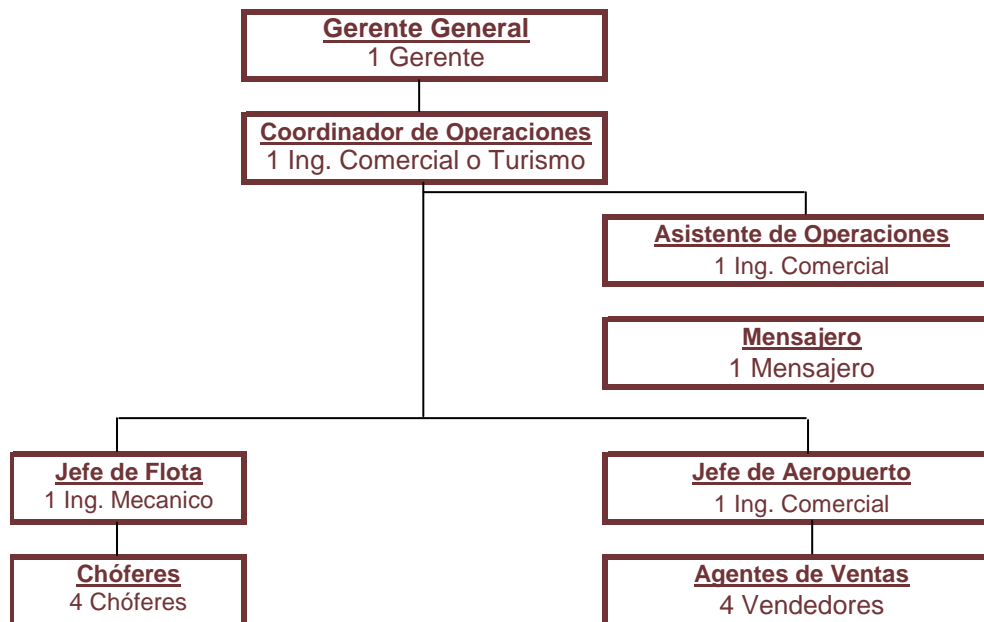 Gerente General
1 Gerente
Coordinador de Operaciones
1 Ing. Comercial o Turismo
Asistente de Operaciones
1 Ing. Comercial
Mensajero
1 Mensajero
Jefe de Flota
1 Ing. Mecanico
Jefe de Aeropuerto
1 Ing. Comercial
Chóferes
4 Chóferes
Agentes de Ventas
4 Vendedores